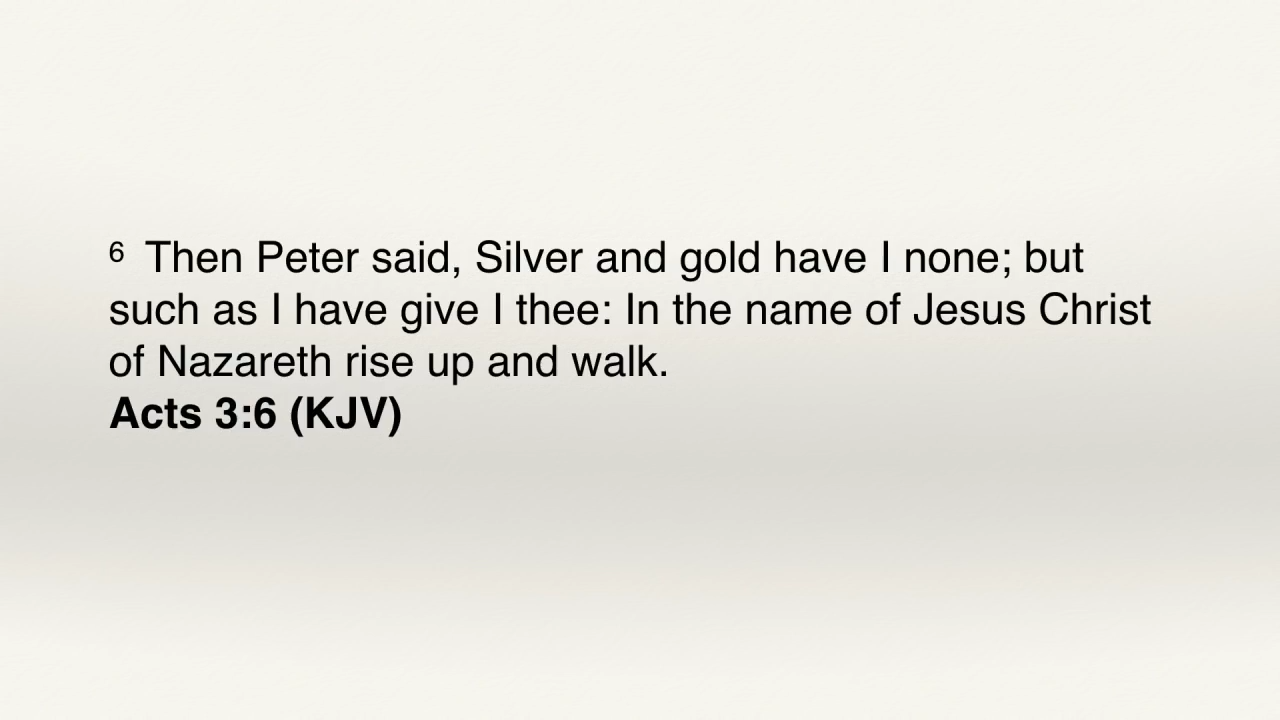 6 Then Peter said, Silver and gold have I none; but
such as I have give I thee: In the name of Jesus Christ
of Nazareth rise up and walk.
Acts 3:6 (KJV)